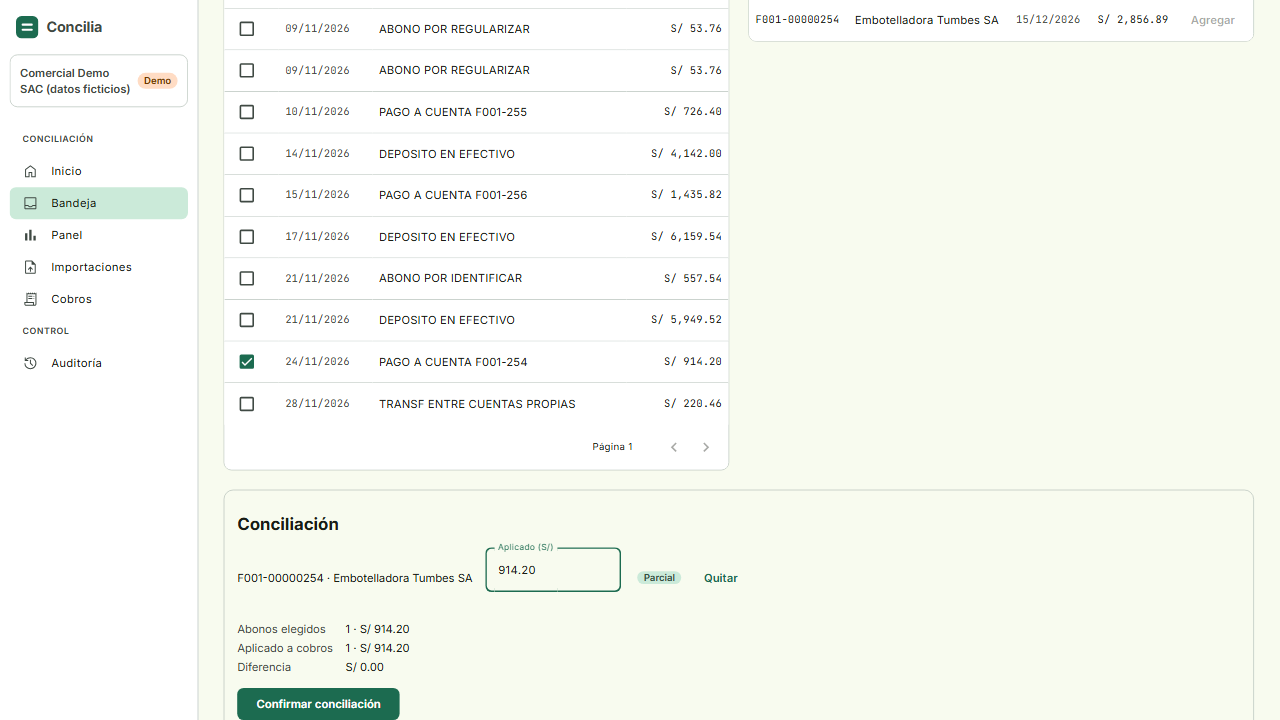 Concilia
Comercial Demo
SAC (datos ficticios)
Demo
CONCILIACIÓN
Inicio
Bandeja
Panel
Importaciones
Cobros
CONTROL
Auditoría
09/11/2026 ABONO POR REGULARIZAR S/ 53.76
09/11/2026 ABONO POR REGULARIZAR S/ 53.76
10/11/2026 PAGO A CUENTA F001-255 S/ 726.40
14/11/2026 DEPOSITO EN EFECTIVO S/ 4,142.00
15/11/2026 PAGO A CUENTA F001-256 S/ 1,435.82
17/11/2026 DEPOSITO EN EFECTIVO S/ 6,159.54
21/11/2026 ABONO POR IDENTIFICAR S/ 557.54
21/11/2026 DEPOSITO EN EFECTIVO S/ 5,949.52
24/11/2026 PAGO A CUENTA F001-254 S/ 914.20
28/11/2026 TRANSF ENTRE CUENTAS PROPIAS S/ 220.46
Página 1
F001-00000254 Embotelladora Tumbes SA 15/12/2026 S/ 2,856.89 Agregar
Conciliación
Aplicado (S/)
F001-00000254 · Embotelladora Tumbes SA 914.20 Parcial Quitar
Abonos elegidos 1 · S/ 914.20
Aplicado a cobros 1 · S/ 914.20
Diferencia S/ 0.00
Confirmar conciliación